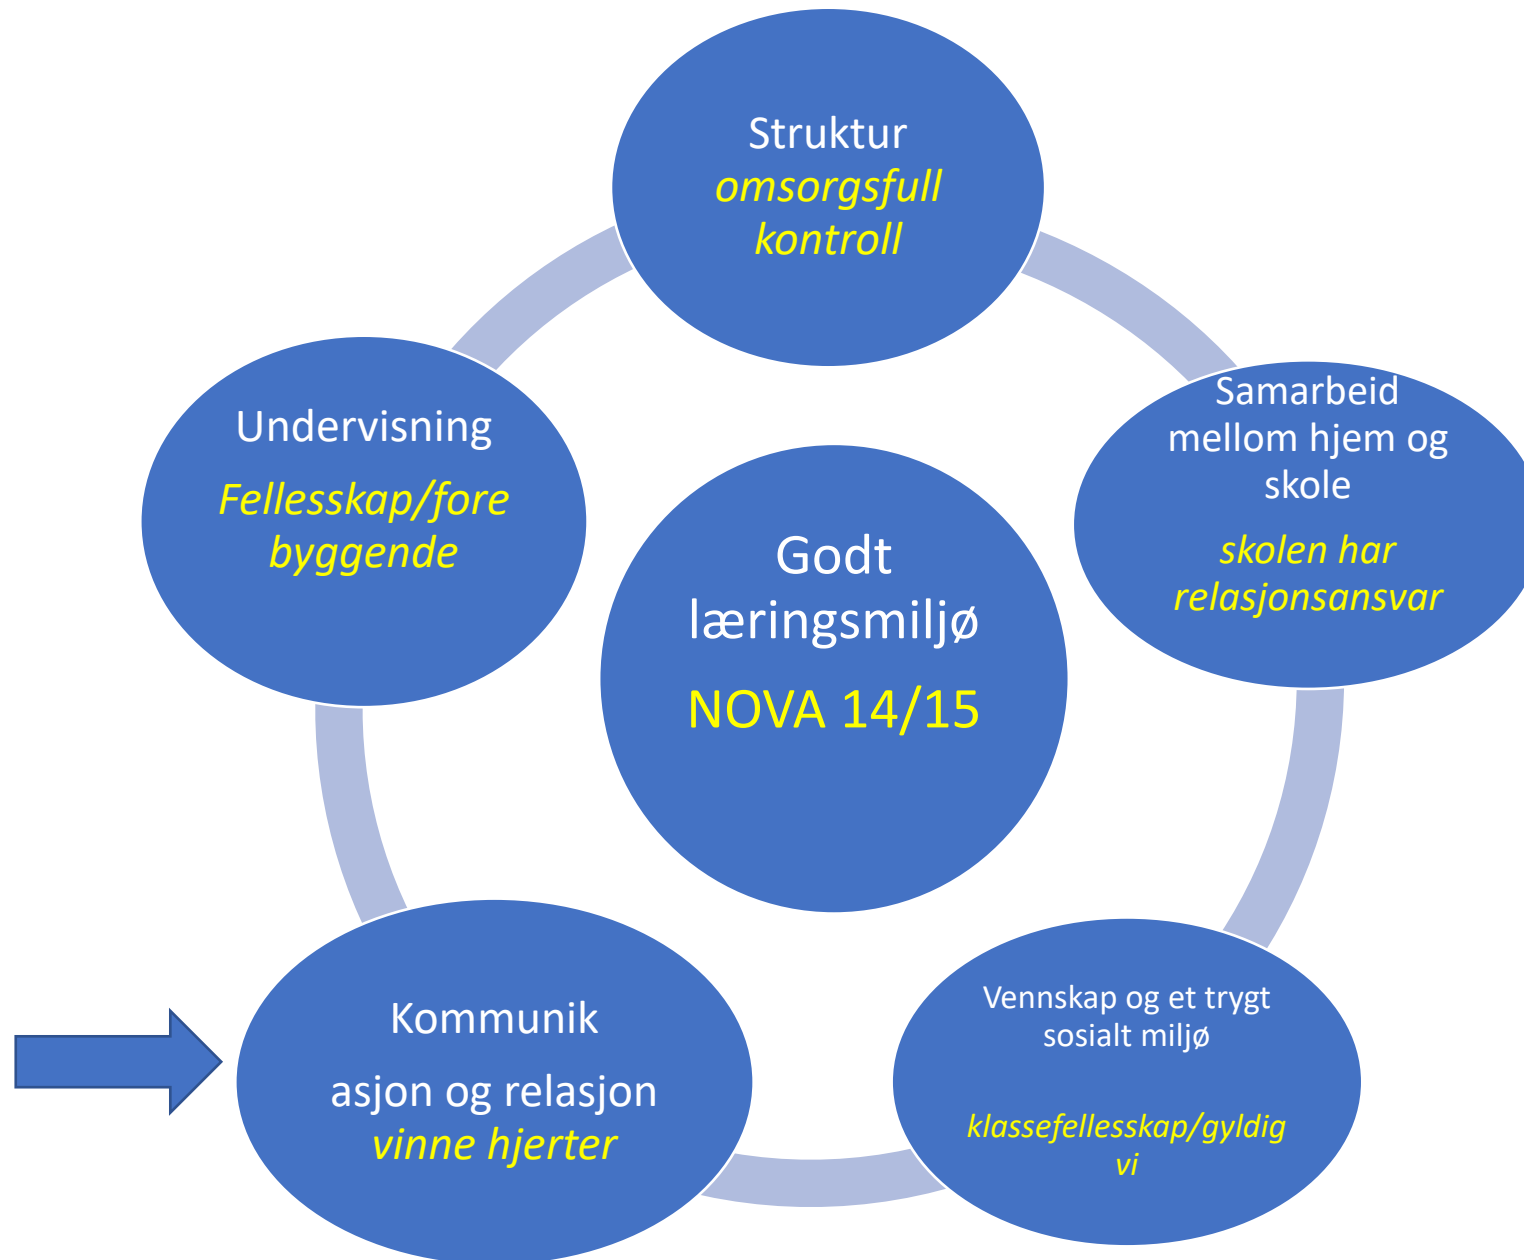 Struktur
omsorgsfull
kontroll
Samarbeid
mellom hjem og
skole
skolen har
relasjonsansvar
Undervisning
Fellesskap/fore
byggende
Godt
læringsmiljø
NOVA 14/15
Vennskap og et trygt
sosialt miljø
klassefellesskap/gyldig
vi
Kommunik
asjon og relasjon
vinne hjerter